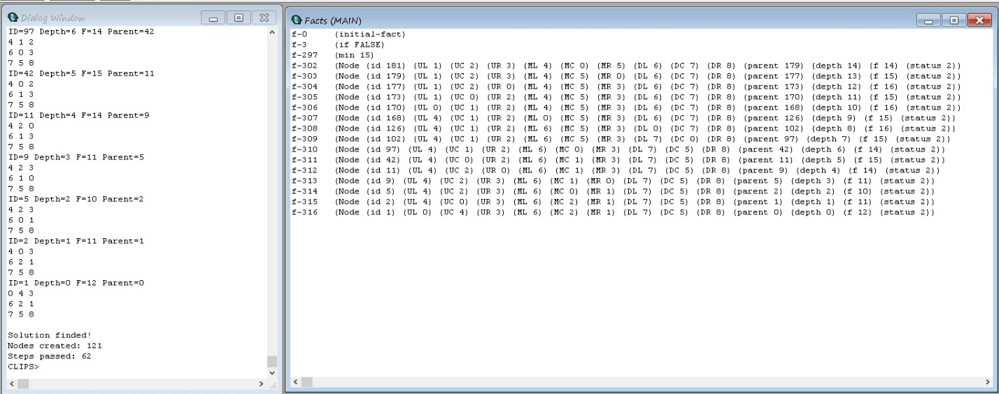 Dialog Window
ID=97 Depth=6 F=14 Parent=42
4 1 2
6 0 3
7 5 8
ID=42 Depth=5 F=15 Parent=11
4 0 2
6 1 3
7 5 8
ID=11 Depth=4 F=14 Parent=9
4 2 0
6 1 3
7 5 8
ID=9 Depth=3 F=11 Parent=5
4 2 3
6 1 0
7 5 8
ID=5 Depth=2 F=10 Parent=2
4 2 3
6 0 1
7 5 8
ID=2 Depth=1 F=11 Parent=1
4 0 3
6 2 1
7 5 8
ID=1 Depth=0 F=12 Parent=0
0 4 3
6 2 1
7 5 8
Solution finded!
Nodes created: 121
Steps passed: 62
CLIPS>
Facts (MAIN)
f-0 (initial-fact)
f-3 (if FALSE)
f-297 (min 15)
f-302 (Node (id 181) (UL 1) (UC 2) (UR 3) (ML 4) (MC 0) (MR 5) (DL 6) (DC 7) (DR 8) (parent 179) (depth 14) (f 14) (status 2))
f-303 (Node (id 179) (UL 1) (UC 2) (UR 3) (ML 4) (MC 5) (MR 0) (DL 6) (DC 7) (DR 8) (parent 177) (depth 13) (f 15) (status 2))
f-304 (Node (id 177) (UL 1) (UC 2) (UR 0) (ML 4) (MC 5) (MR 3) (DL 6) (DC 7) (DR 8) (parent 173) (depth 12) (f 16) (status 2))
f-305 (Node (id 173) (UL 1) (UC 0) (UR 2) (ML 4) (MC 5) (MR 3) (DL 6) (DC 7) (DR 8) (parent 170) (depth 11) (f 15) (status 2))
f-306 (Node (id 170) (UL 0) (UC 1) (UR 2) (ML 4) (MC 5) (MR 3) (DL 6) (DC 7) (DR 8) (parent 168) (depth 10) (f 16) (status 2))
f-307 (Node (id 168) (UL 4) (UC 1) (UR 2) (ML 0) (MC 5) (MR 3) (DL 6) (DC 7) (DR 8) (parent 126) (depth 9) (f 15) (status 2))
f-308 (Node (id 126) (UL 4) (UC 1) (UR 2) (ML 6) (MC 5) (MR 3) (DL 0) (DC 7) (DR 8) (parent 102) (depth 8) (f 16) (status 2))
f-309 (Node (id 102) (UL 4) (UC 1) (UR 2) (ML 6) (MC 5) (MR 3) (DL 7) (DC 0) (DR 8) (parent 97) (depth 7) (f 15) (status 2))
f-310 (Node (id 97) (UL 4) (UC 1) (UR 2) (ML 6) (MC 0) (MR 3) (DL 7) (DC 5) (DR 8) (parent 42) (depth 6) (f 14) (status 2))
f-311 (Node (id 42) (UL 4) (UC 0) (UR 2) (ML 6) (MC 1) (MR 3) (DL 7) (DC 5) (DR 8) (parent 11) (depth 5) (f 15) (status 2))
f-312 (Node (id 11) (UL 4) (UC 2) (UR 0) (ML 6) (MC 1) (MR 3) (DL 7) (DC 5) (DR 8) (parent 9) (depth 4) (f 14) (status 2))
f-313 (Node (id 9) (UL 4) (UC 2) (UR 3) (ML 6) (MC 1) (MR 0) (DL 7) (DC 5) (DR 8) (parent 5) (depth 3) (f 11) (status 2))
f-314 (Node (id 5) (UL 4) (UC 2) (UR 3) (ML 6) (MC 0) (MR 1) (DL 7) (DC 5) (DR 8) (parent 2) (depth 2) (f 10) (status 2))
f-315 (Node (id 2) (UL 4) (UC 0) (UR 3) (ML 6) (MC 2) (MR 1) (DL 7) (DC 5) (DR 8) (parent 1) (depth 1) (f 11) (status 2))
f-316 (Node (id 1) (UL 0) (UC 4) (UR 3) (ML 6) (MC 2) (MR 1) (DL 7) (DC 5) (DR 8) (parent 0) (depth 0) (f 12) (status 2))